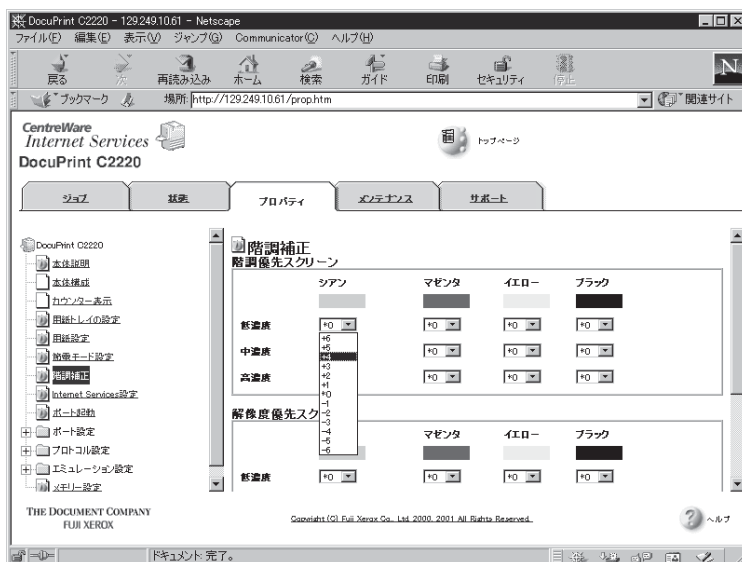 DocuPrint C2220 - 129.249.10.61 - Netscape
ファイル(F) 編集(E) 表示(V) ジャンプ(G) Communicator(C) ヘルプ(H)
戻る 次 再読み込み ホーム 検索 ガイド 印刷 セキュリティ 停止
N
ブックマーク 場所: http://129.249.10.61/prop.htm 関連サイト
CentreWare
Internet Services
DocuPrint C2220
トップページ
ジョブ 状態 プロパティ メンテナンス サポート
DocuPrint C2220
本体説明
本体構成
カウンター表示
用紙トレイの設定
用紙設定
節電モード設定
階調補正
Internet Services設定
ポート起動
ポート設定
プロトコル設定
エミュレーション設定
メモリー設定
階調補正
階調優先スクリーン
シアン マゼンタ イエロー ブラック
低濃度 +0 +0 +0 +0
+6
+5
+4
+3
+2
+1
+0
-1
-2
-3
-4
-5
-6
中濃度 +0 +0 +0
高濃度 +0 +0 +0
解像度優先スク
マゼンタ イエロー ブラック
低濃度 +0 +0 +0 +0
THE DOCUMENT COMPANY
FUJI XEROX
Copyright (C) Fuji Xerox Co., Ltd. 2000, 2001 All Rights Reserved.
ヘルプ
ドキュメント: 完了。